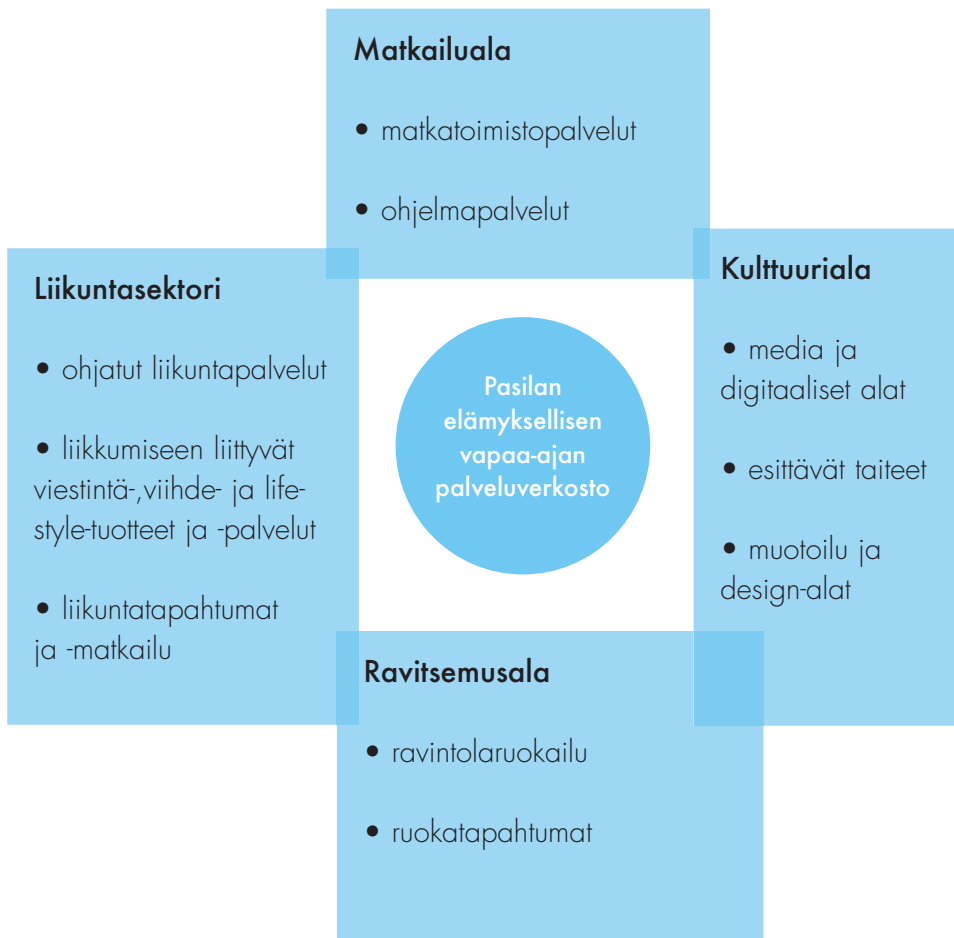 Matkailuala
• matkatoimistopalvelut
• ohjelmapalvelut
Liikuntasektori
• ohjatut liikuntapalvelut
• liikkumiseen liittyvät
viestintä-,viihde- ja life-
style-tuotteet ja -palvelut
• liikuntatapahtumat
ja -matkailu
Pasilan
elämyksellisen
vapaa-ajan
palveluverkosto
Kulttuuriala
• media ja
digitaaliset alat
• esittävät taiteet
• muotoilu ja
design-alat
Ravitsemusala
• ravintolaruokailu
• ruokatapahtumat